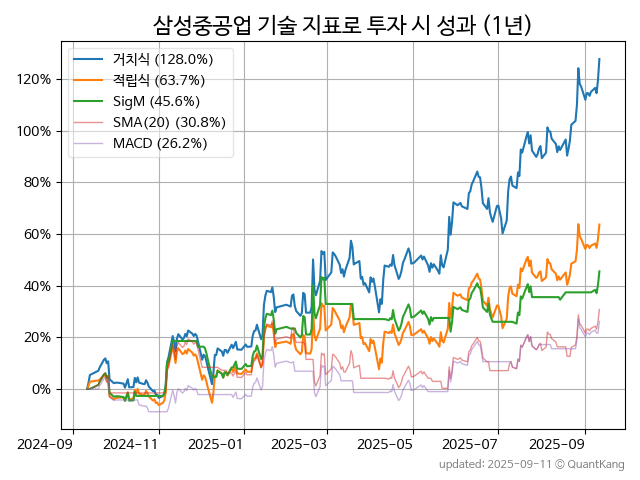 삼성중공업 기술 지표로 투자 시 성과 (1년)
거치식 (128.0%)
적립식 (63.7%)
SigM (45.6%)
SMA(20) (30.8%)
MACD (26.2%)
120%
100%
80%
60%
40%
20%
0%
2024-09 2024-11 2025-01 2025-03 2025-05 2025-07 2025-09
updated: 2025-09-11 ⓒ QuantKang